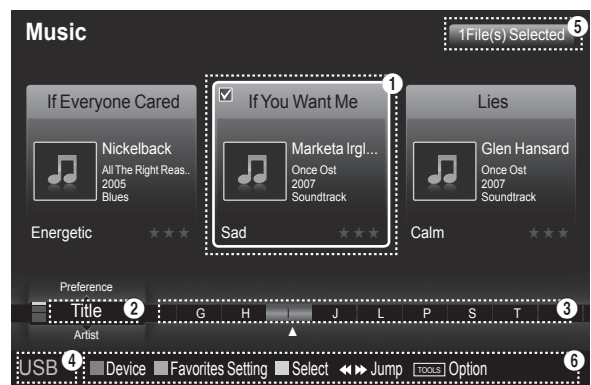 Music
1File(s) Selected
5
1
If Everyone Cared
If You Want Me
Lies
Nickelback
All The Right Reas..
2005
Blues
Marketa Irgl...
Once Ost
2007
Soundtrack
Glen Hansard
Once Ost
2007
Soundtrack
Energetic
Sad
Calm
Preference
Title
2
G H I J L P S T
3
Artist
USB
4
Device Favorites Setting Select Jump TOOLS Option
6